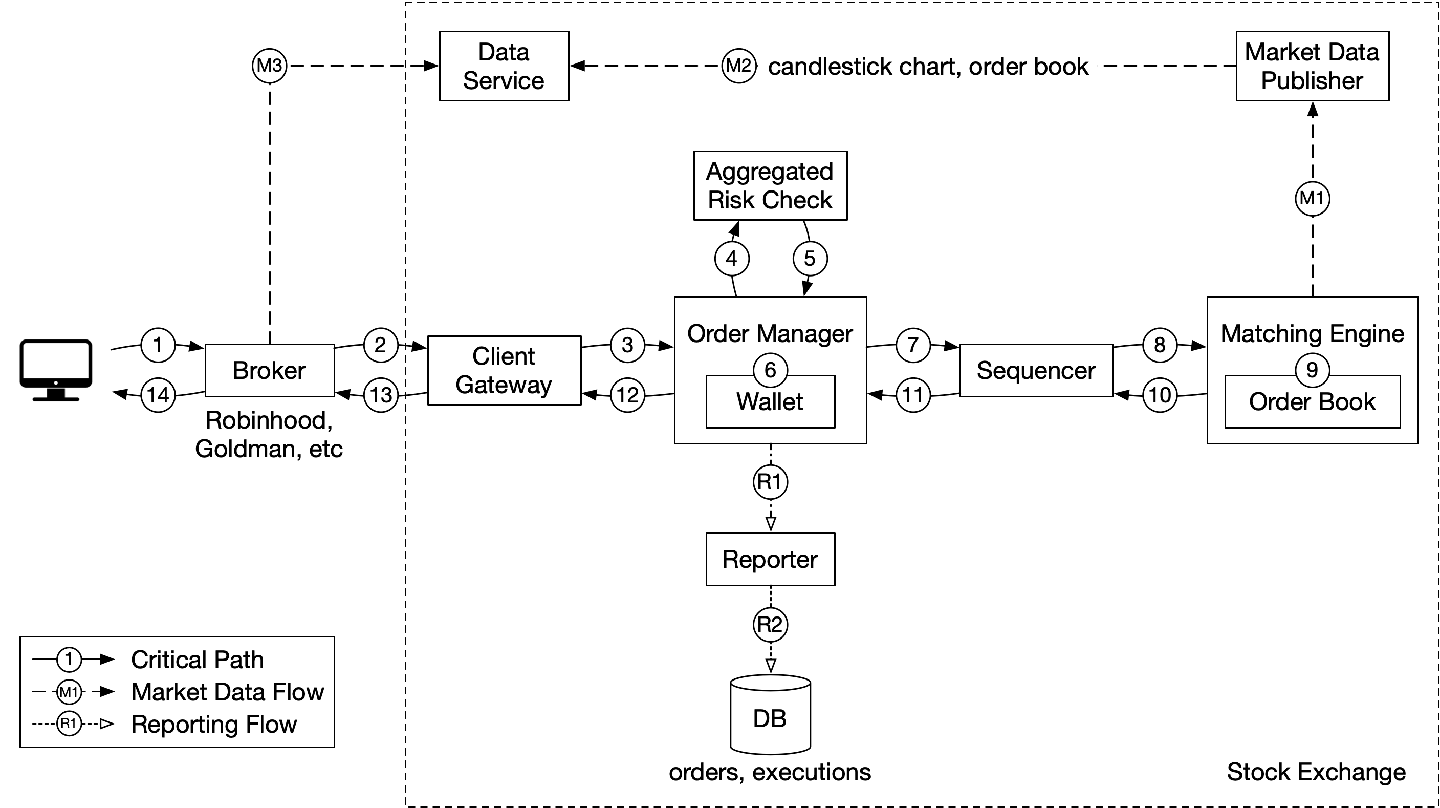 M3
Data
Service
M2
candlestick chart, order book
Market Data
Publisher
Aggregated
Risk Check
M1
4
5
1
2
3
7
8
Broker
Client
Gateway
Order Manager
6
Wallet
Sequencer
Matching Engine
9
Order Book
14
13
12
11
10
Robinhood,
Goldman, etc
R1
Reporter
R2
DB
orders, executions
1 Critical Path
M1 Market Data Flow
R1 Reporting Flow
Stock Exchange